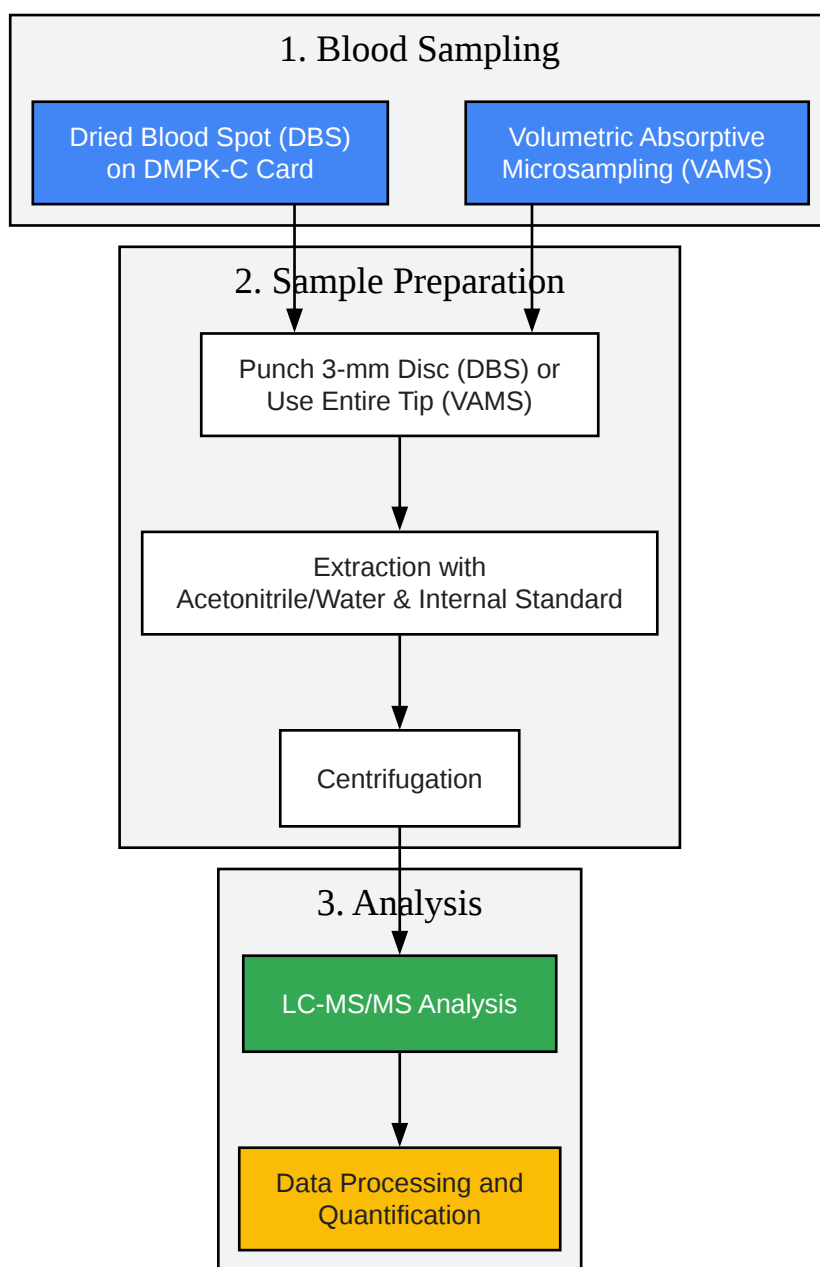 1. Blood Sampling
Dried Blood Spot (DBS)
on DMPK-C Card
Volumetric Absorptive
Microsampling (VAMS)
2. Sample Preparation
Punch 3-mm Disc (DBS) or
Use Entire Tip (VAMS)
Extraction with
Acetonitrile/Water & Internal Standard
Centrifugation
3. Analysis
LC-MS/MS Analysis
Data Processing and
Quantification